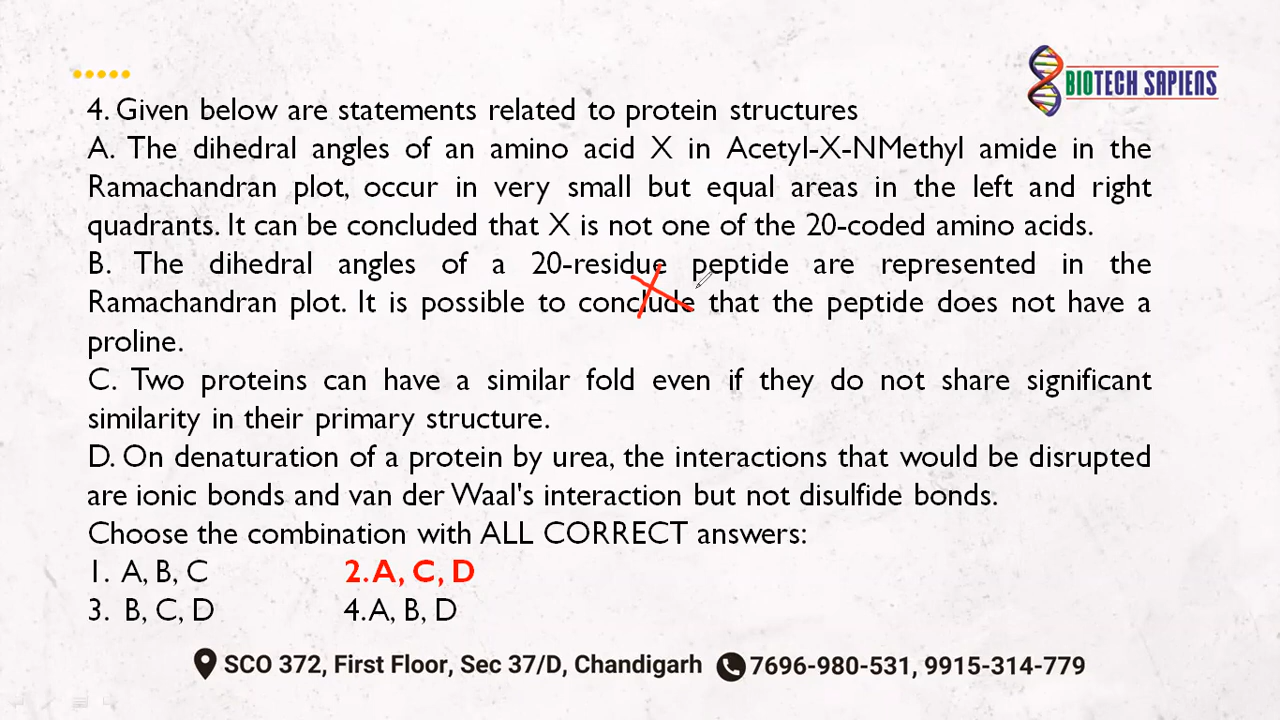 BIOTECH SAPIENS
4. Given below are statements related to protein structures
A. The dihedral angles of an amino acid X in Acetyl-X-NMethyl amide in the
Ramachandran plot, occur in very small but equal areas in the left and right
quadrants. It can be concluded that X is not one of the 20-coded amino acids.
B. The dihedral angles of a 20-residue peptide are represented in the
Ramachandran plot. It is possible to conclude that the peptide does not have a
proline.
C. Two proteins can have a similar fold even if they do not share significant
similarity in their primary structure.
D. On denaturation of a protein by urea, the interactions that would be disrupted
are ionic bonds and van der Waal's interaction but not disulfide bonds.
Choose the combination with ALL CORRECT answers:
1. A, B, C 2. A, C, D
3. B, C, D 4.A, B, D
SCO 372, First Floor, Sec 37/D, Chandigarh 7696-980-531, 9915-314-779